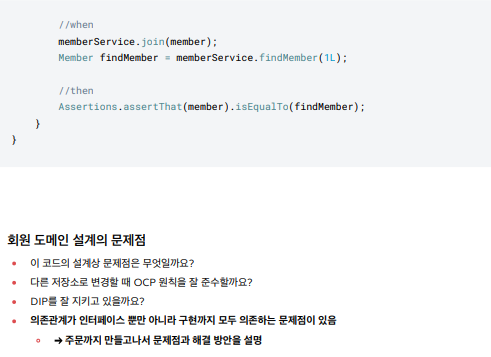 //when
memberService.join(member);
Member findMember = memberService.findMember(1L);
//then
Assertions.assertThat(member).isEqualTo(findMember);
}
}
회원 도메인 설계의 문제점
이 코드의 설계상 문제점은 무엇일까요?
다른 저장소로 변경할 때 OCP 원칙을 잘 준수할까요?
DIP를 잘 지키고 있을까요?
의존관계가 인터페이스 뿐만 아니라 구현까지 모두 의존하는 문제점이 있음
➔ 주문까지 만들고나서 문제점과 해결 방안을 설명